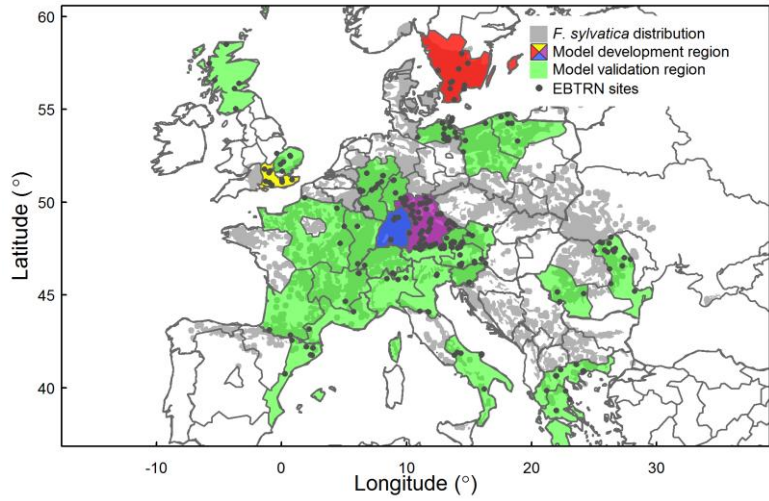 60
55
50
45
40
-10
0
10
20
30
Latitude (°)
Longitude (°)
F. sylvatica distribution
Model development region
Model validation region
EBTRN sites